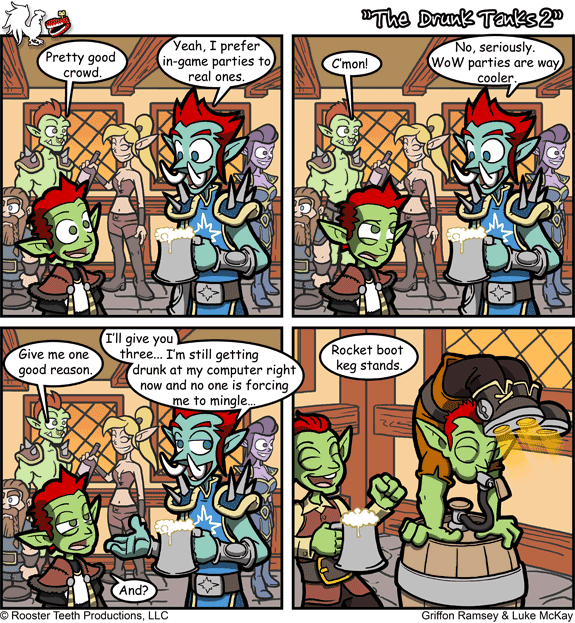 "The Drunk Tanks 2"
Pretty good
crowd.
Yeah, I prefer
in-game parties to
real ones.
C'mon!
No, seriously.
WoW parties are way
cooler.
Give me one
good reason.
I'll give you
three... I'm still getting
drunk at my computer right
now and no one is forcing
me to mingle...
And?
Rocket boot
keg stands.
© Rooster Teeth Productions, LLC
Griffon Ramsey & Luke McKay